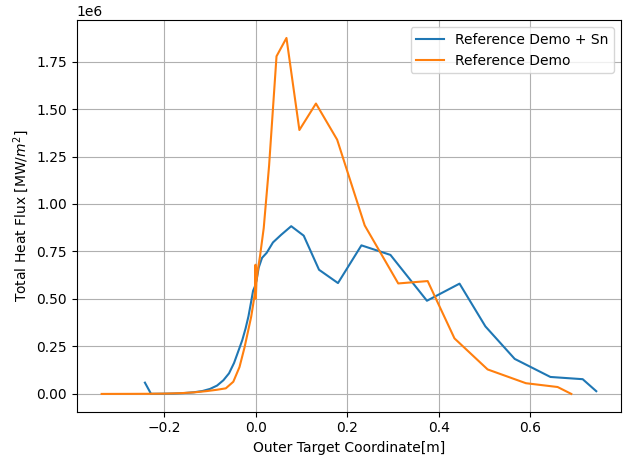 1e6
Reference Demo + Sn
Reference Demo
1.75
1.50
1.25
1.00
0.75
0.50
0.25
0.00
Total Heat Flux [MW/m²]
−0.2 0.0 0.2 0.4 0.6
Outer Target Coordinate[m]